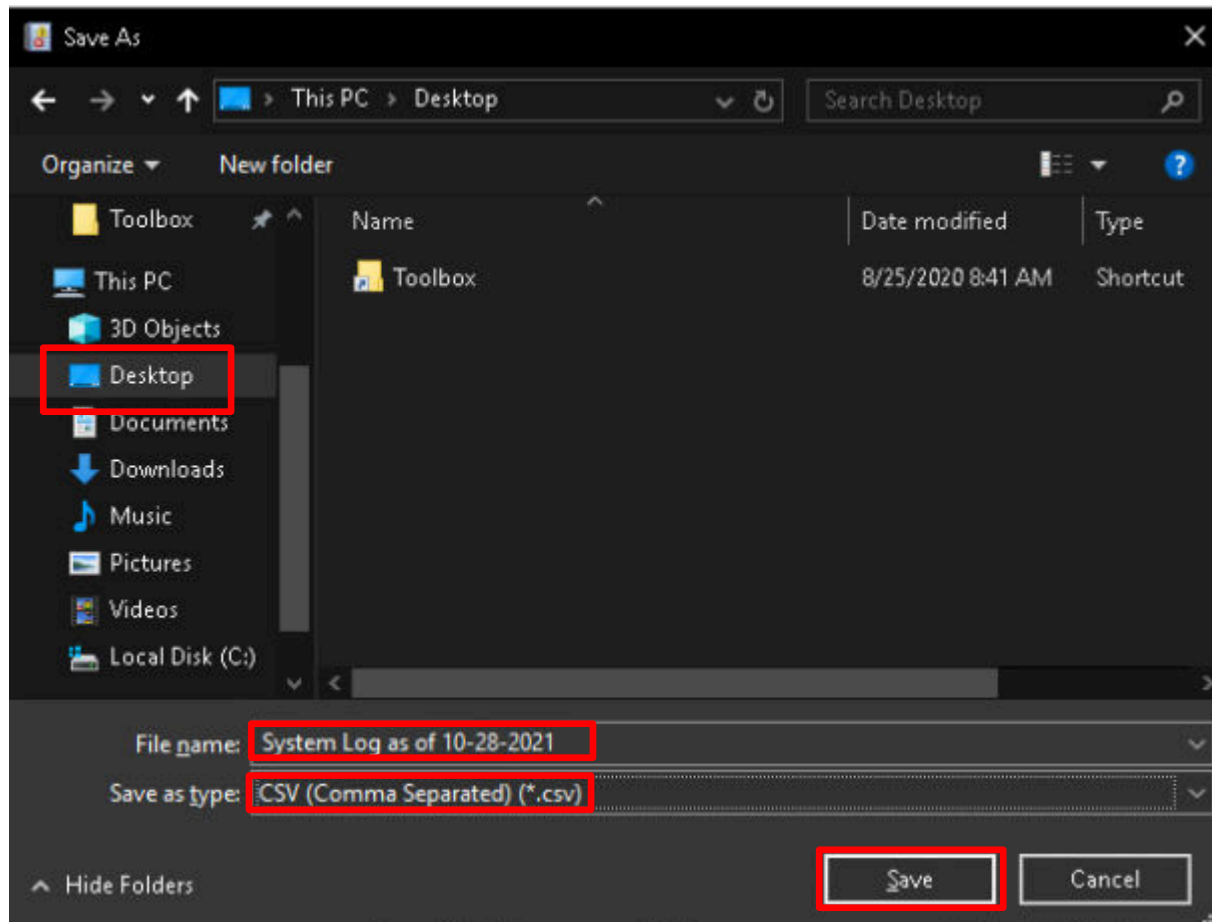 Save As
This PC > Desktop
Search Desktop
Organize
New folder
Toolbox
This PC
3D Objects
Desktop
Documents
Downloads
Music
Pictures
Videos
Local Disk (C:)
Name Date modified Type
Toolbox 8/25/2020 8:41 AM Shortcut
File name: System Log as of 10-28-2021
Save as type: CSV (Comma Separated) (*.csv)
Hide Folders
Save
Cancel